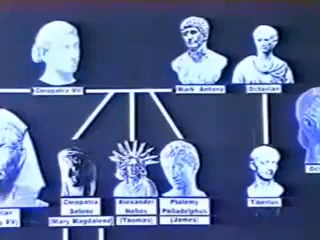 Cleopatra VII
Mark Antony
Octavian
Cleopatra
Selene
(Mary Magdalene)
Alexander
Helios
(Thomas)
Ptolemy
Philadelphus
(James)
Tiberius